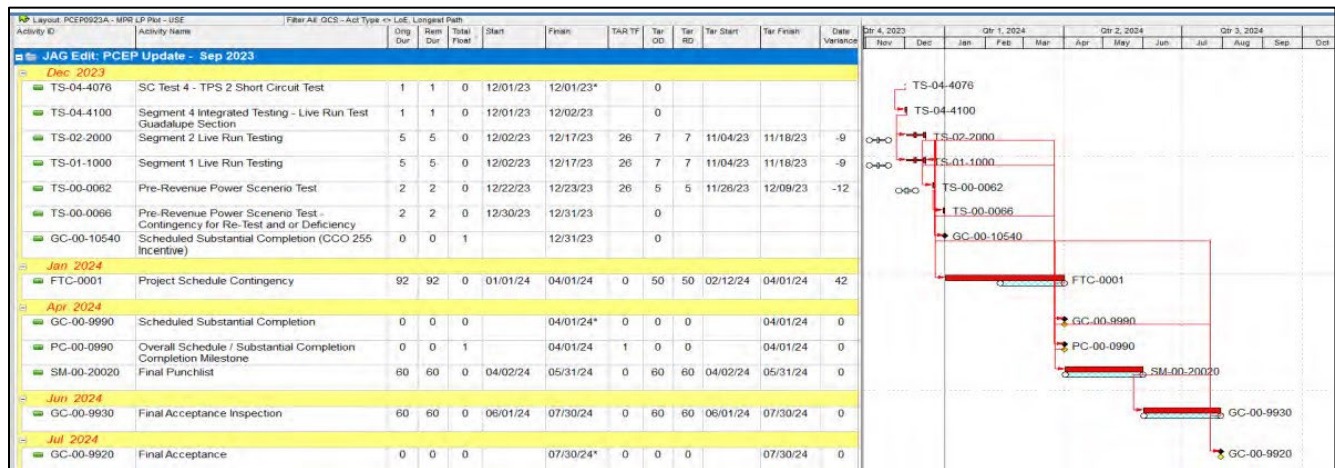 Layout: PCEP0923A - MPR LP Plot - USE Filter All: GCS - Act Type <> LoE, Longest Path
Activity ID Activity Name Orig Dur Rem Dur Total Float Start Finish TAR TF Tar OD Tar RD Tar Start Tar Finish Date Variance
Qtr 4, 2023 Qtr 1, 2024 Qtr 2, 2024 Qtr 3, 2024
Nov Dec Jan Feb Mar Apr May Jun Jul Aug Sep Oct
JAG Edit: PCEP Update - Sep 2023
Dec 2023
TS-04-4076 SC Test 4 - TPS 2 Short Circuit Test 1 1 0 12/01/23 12/01/23* 0 TS-04-4076
TS-04-4100 Segment 4 Integrated Testing - Live Run Test Guadalupe Section 1 1 0 12/01/23 12/02/23 0 TS-04-4100
TS-02-2000 Segment 2 Live Run Testing 5 5 0 12/02/23 12/17/23 26 7 7 11/04/23 11/18/23 -9 TS-02-2000
TS-01-1000 Segment 1 Live Run Testing 5 5 0 12/02/23 12/17/23 26 7 7 11/04/23 11/18/23 -9 TS-01-1000
TS-00-0062 Pre-Revenue Power Scenerio Test 2 2 0 12/22/23 12/23/23 26 5 5 11/26/23 12/09/23 -12 TS-00-0062
TS-00-0066 Pre-Revenue Power Scenerio Test - Contingency for Re-Test and or Deficiency 2 2 0 12/30/23 12/31/23 0 TS-00-0066
GC-00-10540 Scheduled Substantial Completion (CCO 255 Incentive) 0 0 1 12/31/23 0 GC-00-10540
Jan 2024
FTC-0001 Project Schedule Contingency 92 92 0 01/01/24 04/01/24 0 50 50 02/12/24 04/01/24 42 FTC-0001
Apr 2024
GC-00-9990 Scheduled Substantial Completion 0 0 0 04/01/24* 0 0 0 04/01/24 0 GC-00-9990
PC-00-0990 Overall Schedule / Substantial Completion Completion Milestone 0 0 1 04/01/24 1 0 0 04/01/24 0 PC-00-0990
SM-00-20020 Final Punchlist 60 60 0 04/02/24 05/31/24 0 60 60 04/02/24 05/31/24 0 SM-00-20020
Jun 2024
GC-00-9930 Final Acceptance Inspection 60 60 0 06/01/24 07/30/24 0 60 60 06/01/24 07/30/24 0 GC-00-9930
Jul 2024
GC-00-9920 Final Acceptance 0 0 0 07/30/24* 0 0 0 07/30/24 0 GC-00-9920